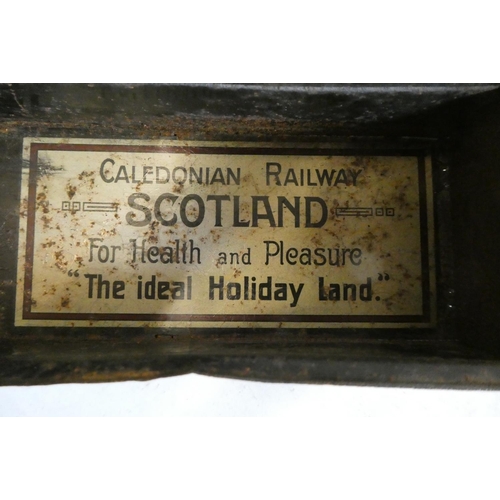 CALEDONIAN RAILWAY
SCOTLAND
For Health and Pleasure
"The ideal Holiday Land."